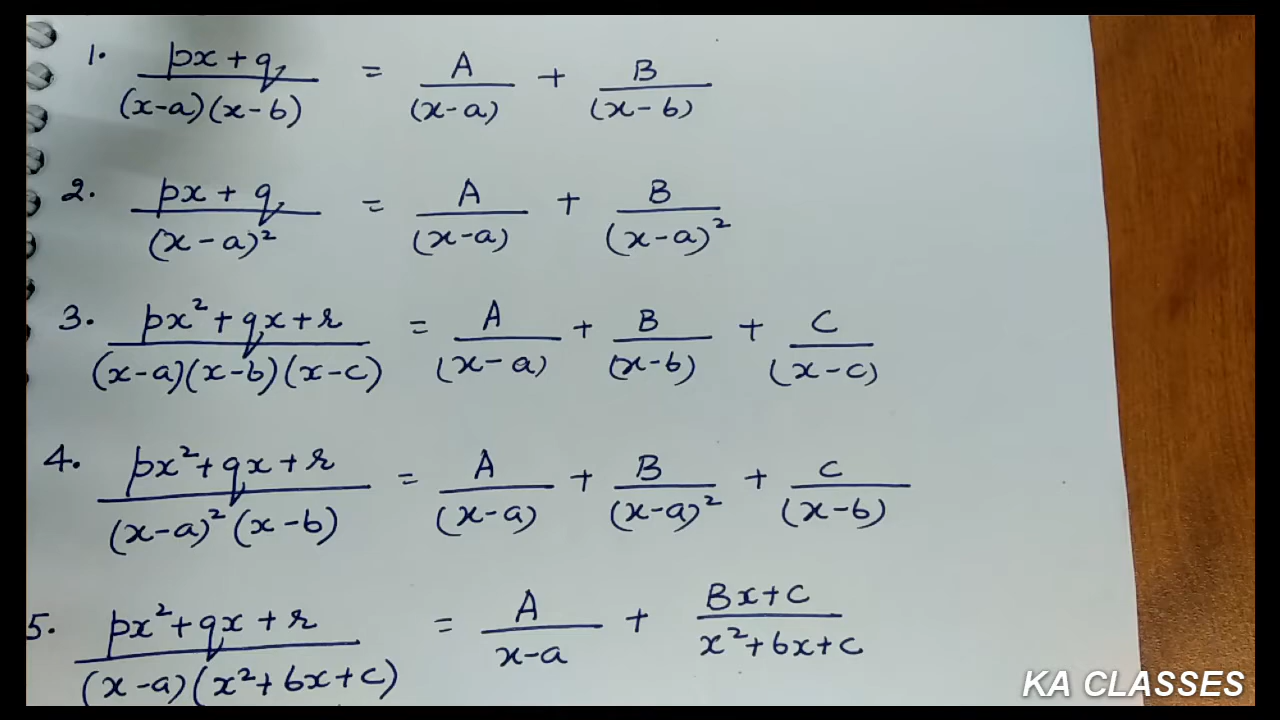 1. px + q / (x-a)(x-b) = A / (x-a) + B / (x-b)
2. px + q / (x-a)² = A / (x-a) + B / (x-a)²
3. px² + qx + r / (x-a)(x-b)(x-c) = A / (x-a) + B / (x-b) + C / (x-c)
4. px² + qx + r / (x-a)² (x-b) = A / (x-a) + B / (x-a)² + C / (x-b)
5. px² + qx + r / (x-a)(x² + bx + c) = A / x-a + Bx + C / x² + bx + c
KA CLASSES